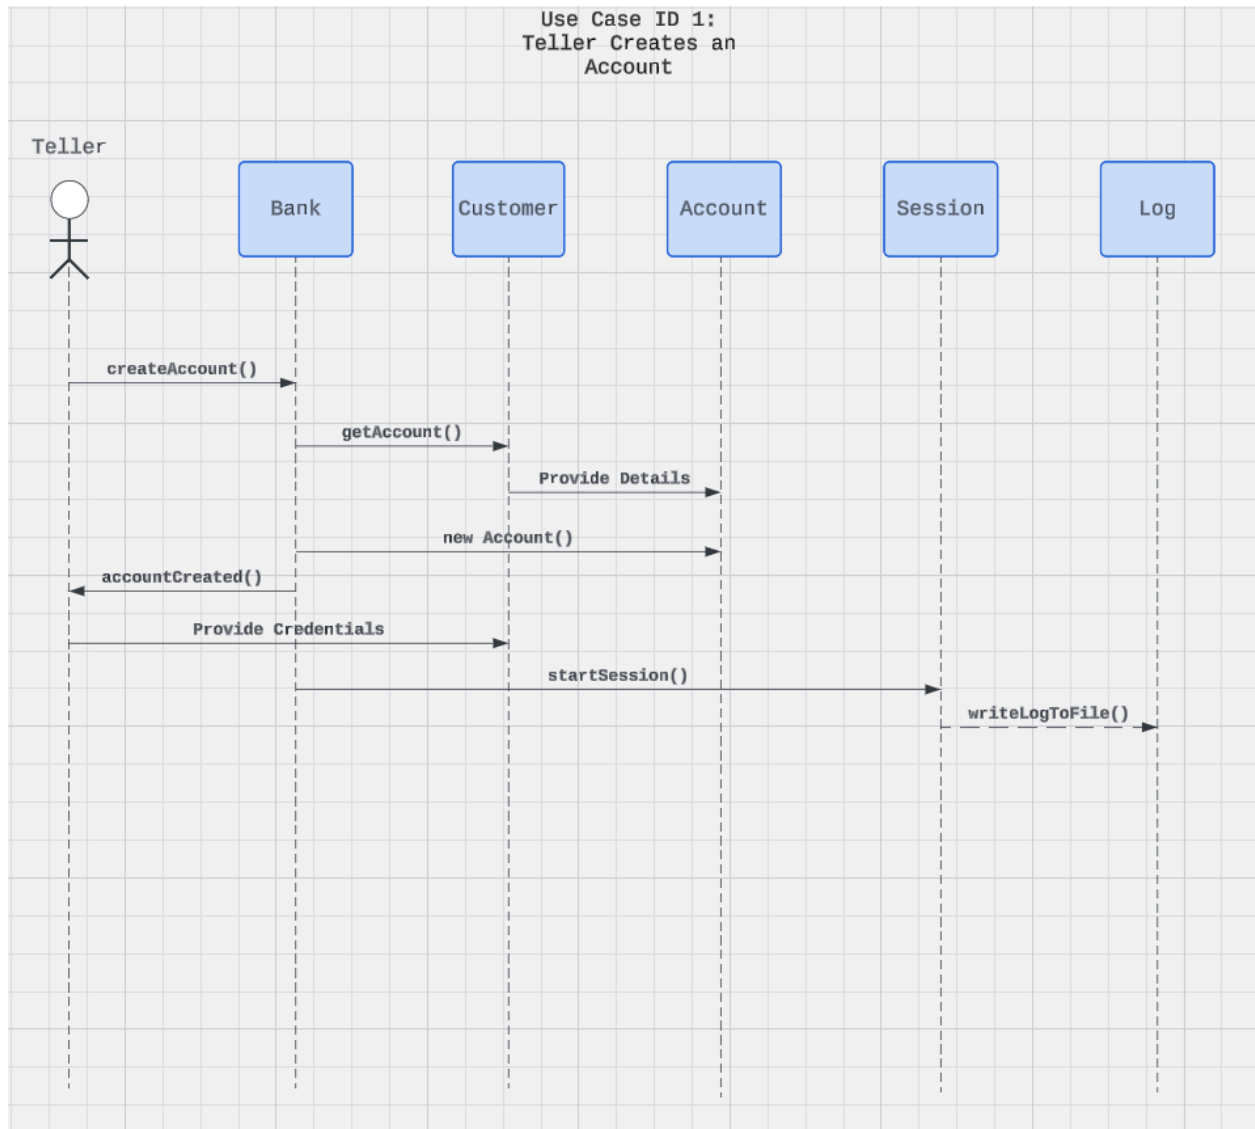 Use Case ID 1:
Teller Creates an
Account
Teller
Bank
Customer
Account
Session
Log
createAccount()
getAccount()
Provide Details
new Account()
accountCreated()
Provide Credentials
startSession()
writeLogToFile()